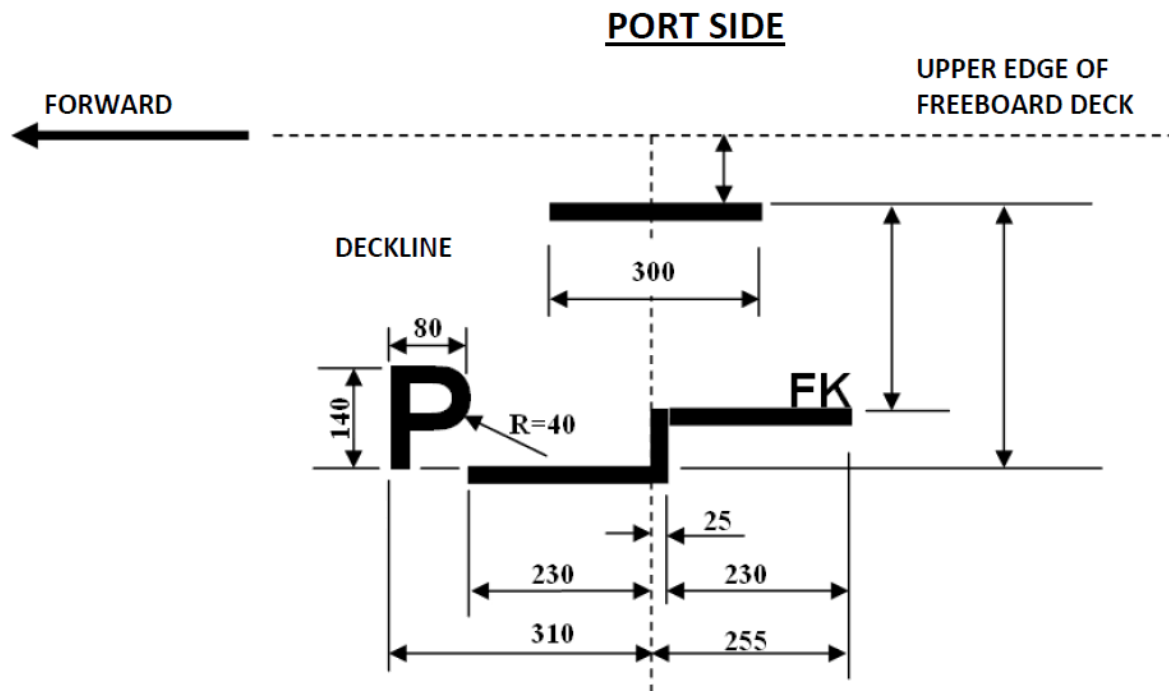 PORT SIDE
UPPER EDGE OF
FREEBOARD DECK
FORWARD
DECKLINE
300
80
P
FK
140
R=40
25
230
230
310
255